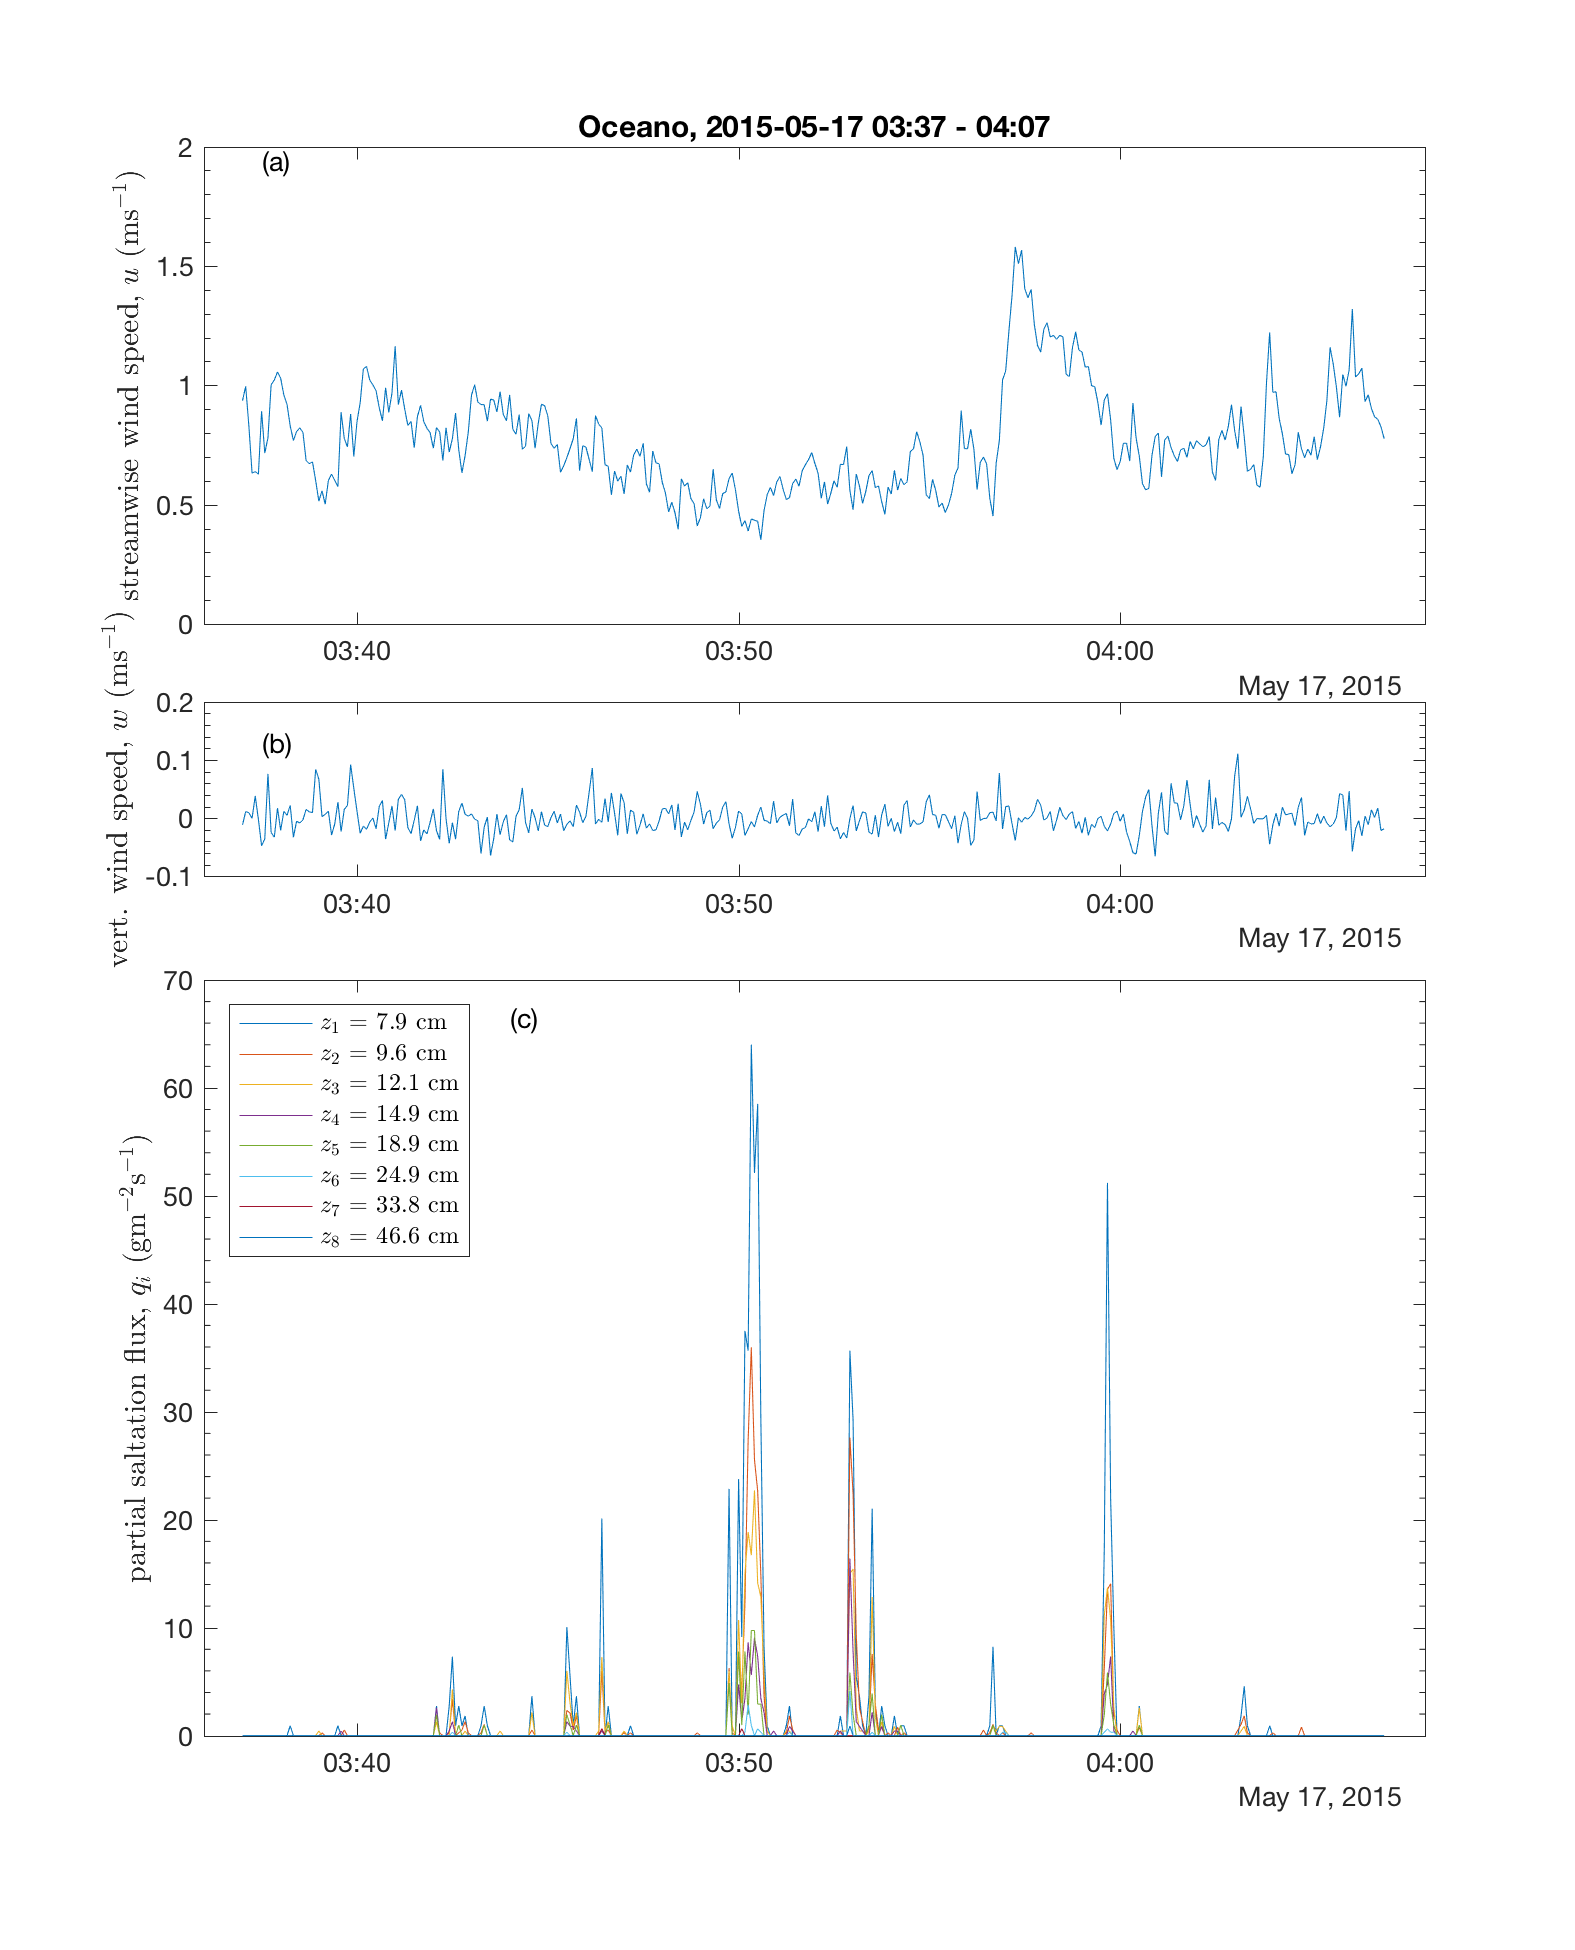 Oceano, 2015-05-17 03:37 - 04:07
(a)
streamwise wind speed, u (ms⁻¹)
2
1.5
1
0.5
0
03:40 03:50 04:00
May 17, 2015
(b)
vert. wind speed, w (ms⁻¹)
0.2
0.1
0
-0.1
03:40 03:50 04:00
May 17, 2015
(c)
partial saltation flux, qᵢ (gm⁻²s⁻¹)
70
60
50
40
30
20
10
0
z₁ = 7.9 cm
z₂ = 9.6 cm
z₃ = 12.1 cm
z₄ = 14.9 cm
z₅ = 18.9 cm
z₆ = 24.9 cm
z₇ = 33.8 cm
z₈ = 46.6 cm
03:40 03:50 04:00
May 17, 2015